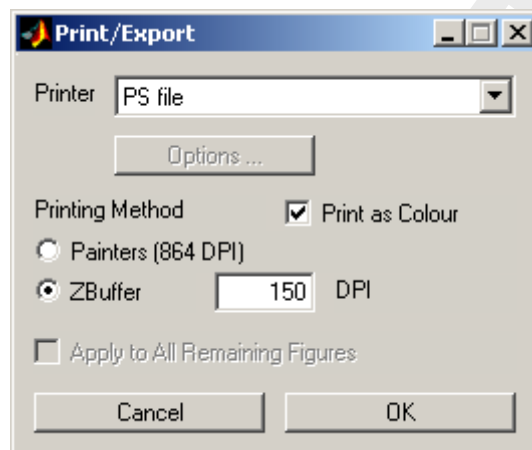 Print/Export
Printer PS file
Options ...
Printing Method Print as Colour
Painters (864 DPI)
ZBuffer 150 DPI
Apply to All Remaining Figures
Cancel OK